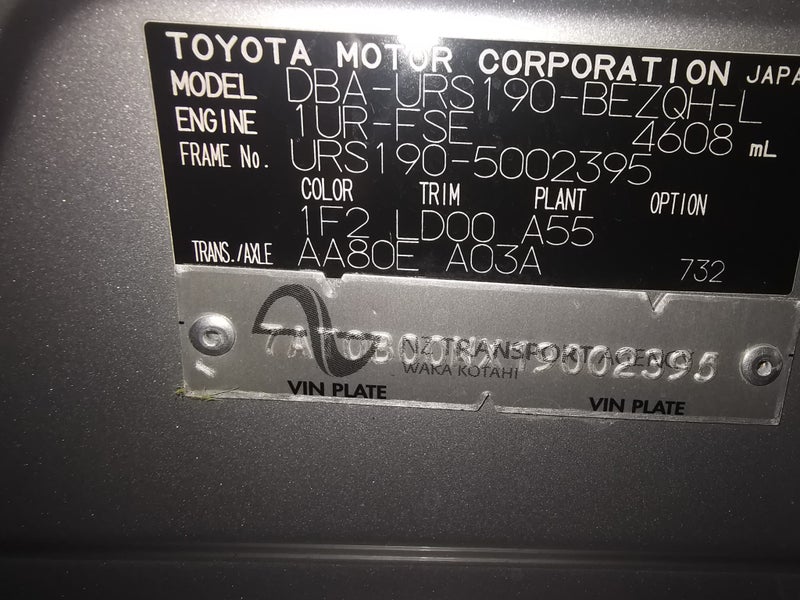 TOYOTA MOTOR CORPORATION JAPA
MODEL DBA-URS190-BEZQH-L
ENGINE 1UR-FSE 4608 mL
FRAME No. URS190-5002395
COLOR TRIM PLANT OPTION
1F2 LD00 A55
TRANS./AXLE AA80E A03A 732
NZ TRANSPORT AGENCY
WAKA KOTAHI
VIN PLATE VIN PLATE